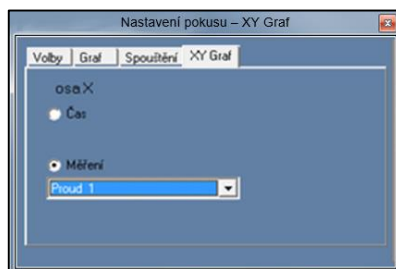 Nastavení pokusu – XY Graf
Volby Graf Spouštění XY Graf
osa X
Čas
Měření
Proud 1